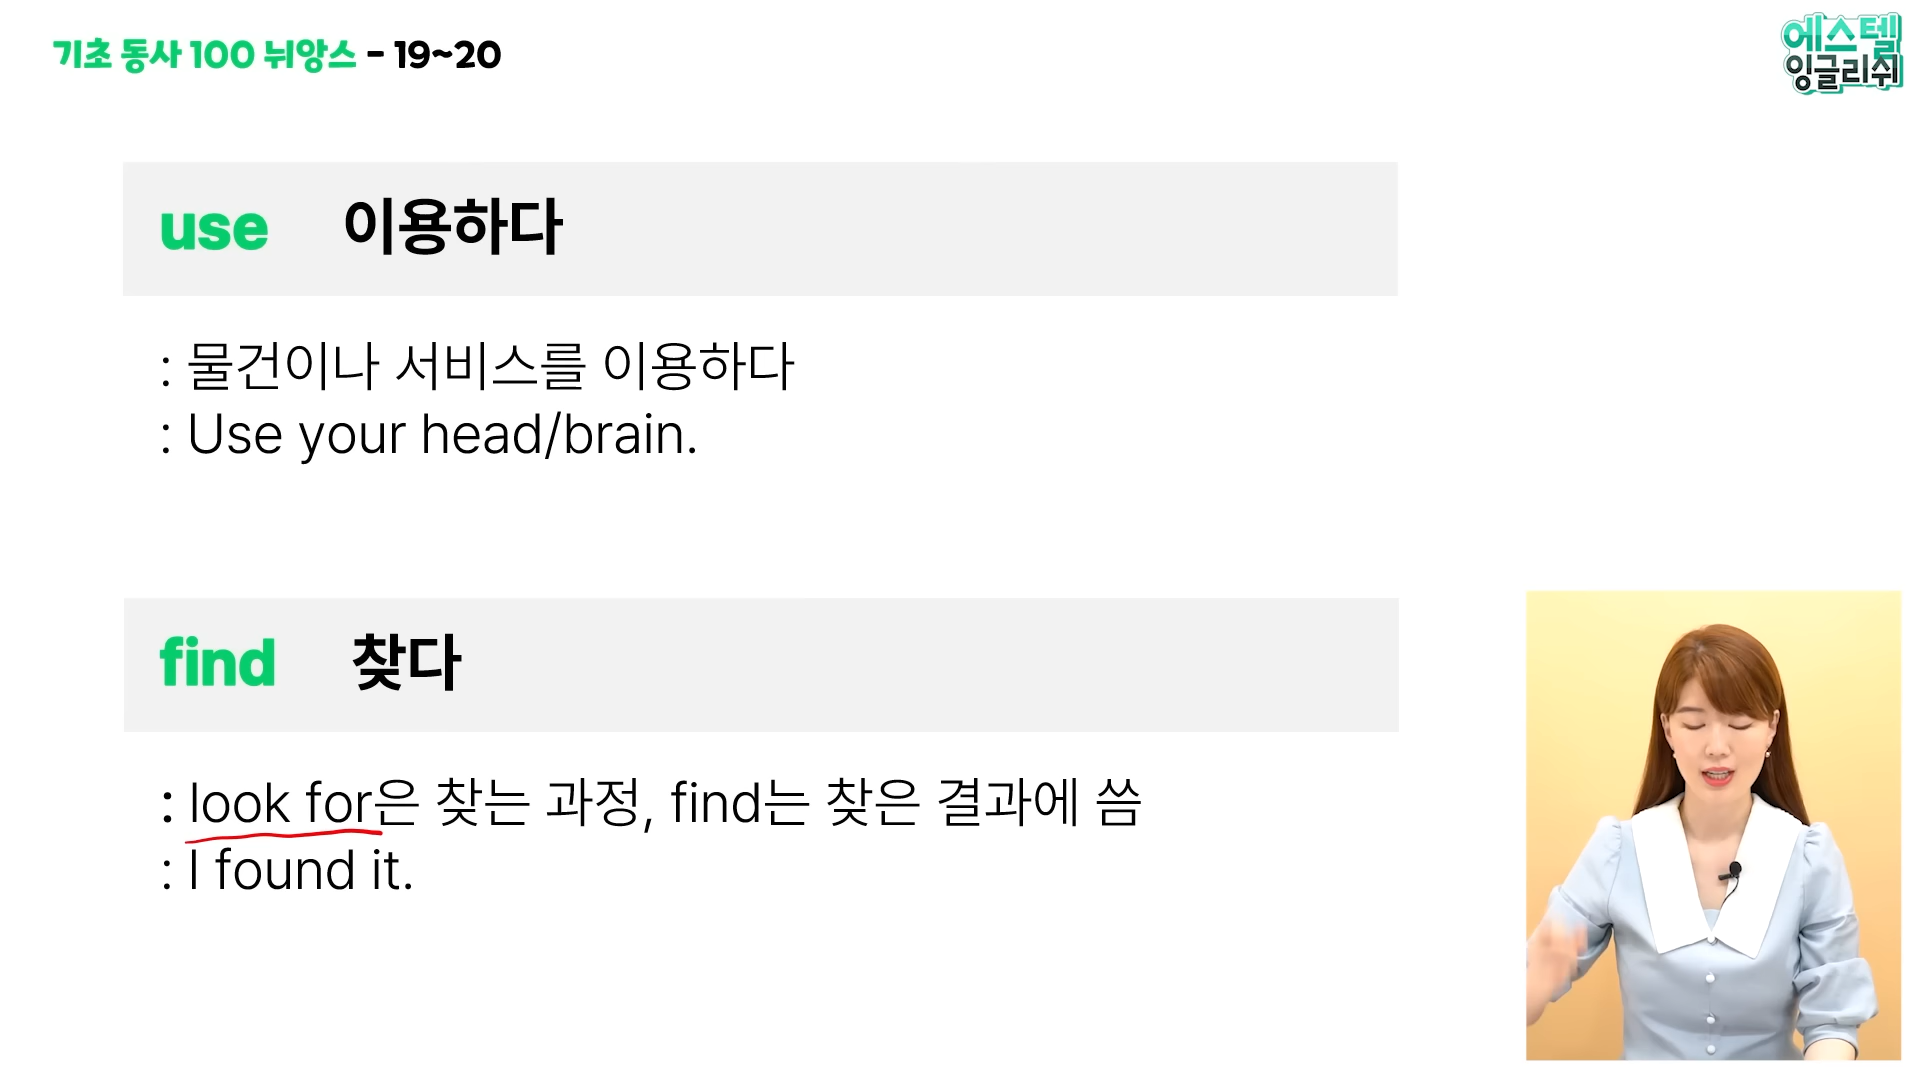 기초 동사 100 뉘앙스 - 19~20
에스텔
잉글리쉬
use 이용하다
: 물건이나 서비스를 이용하다
: Use your head/brain.
find 찾다
: look for은 찾는 과정, find는 찾은 결과에 씀
: I found it.